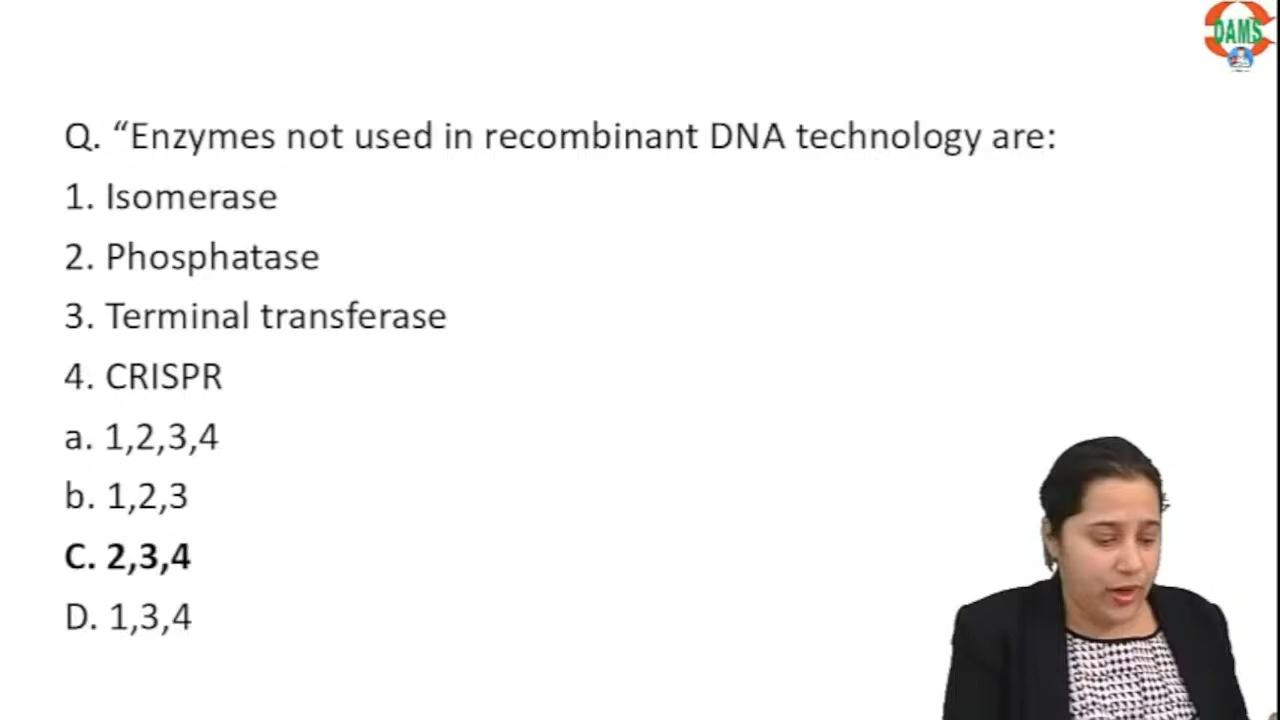 DAMS
Q. “Enzymes not used in recombinant DNA technology are:
1. Isomerase
2. Phosphatase
3. Terminal transferase
4. CRISPR
a. 1,2,3,4
b. 1,2,3
C. 2,3,4
D. 1,3,4